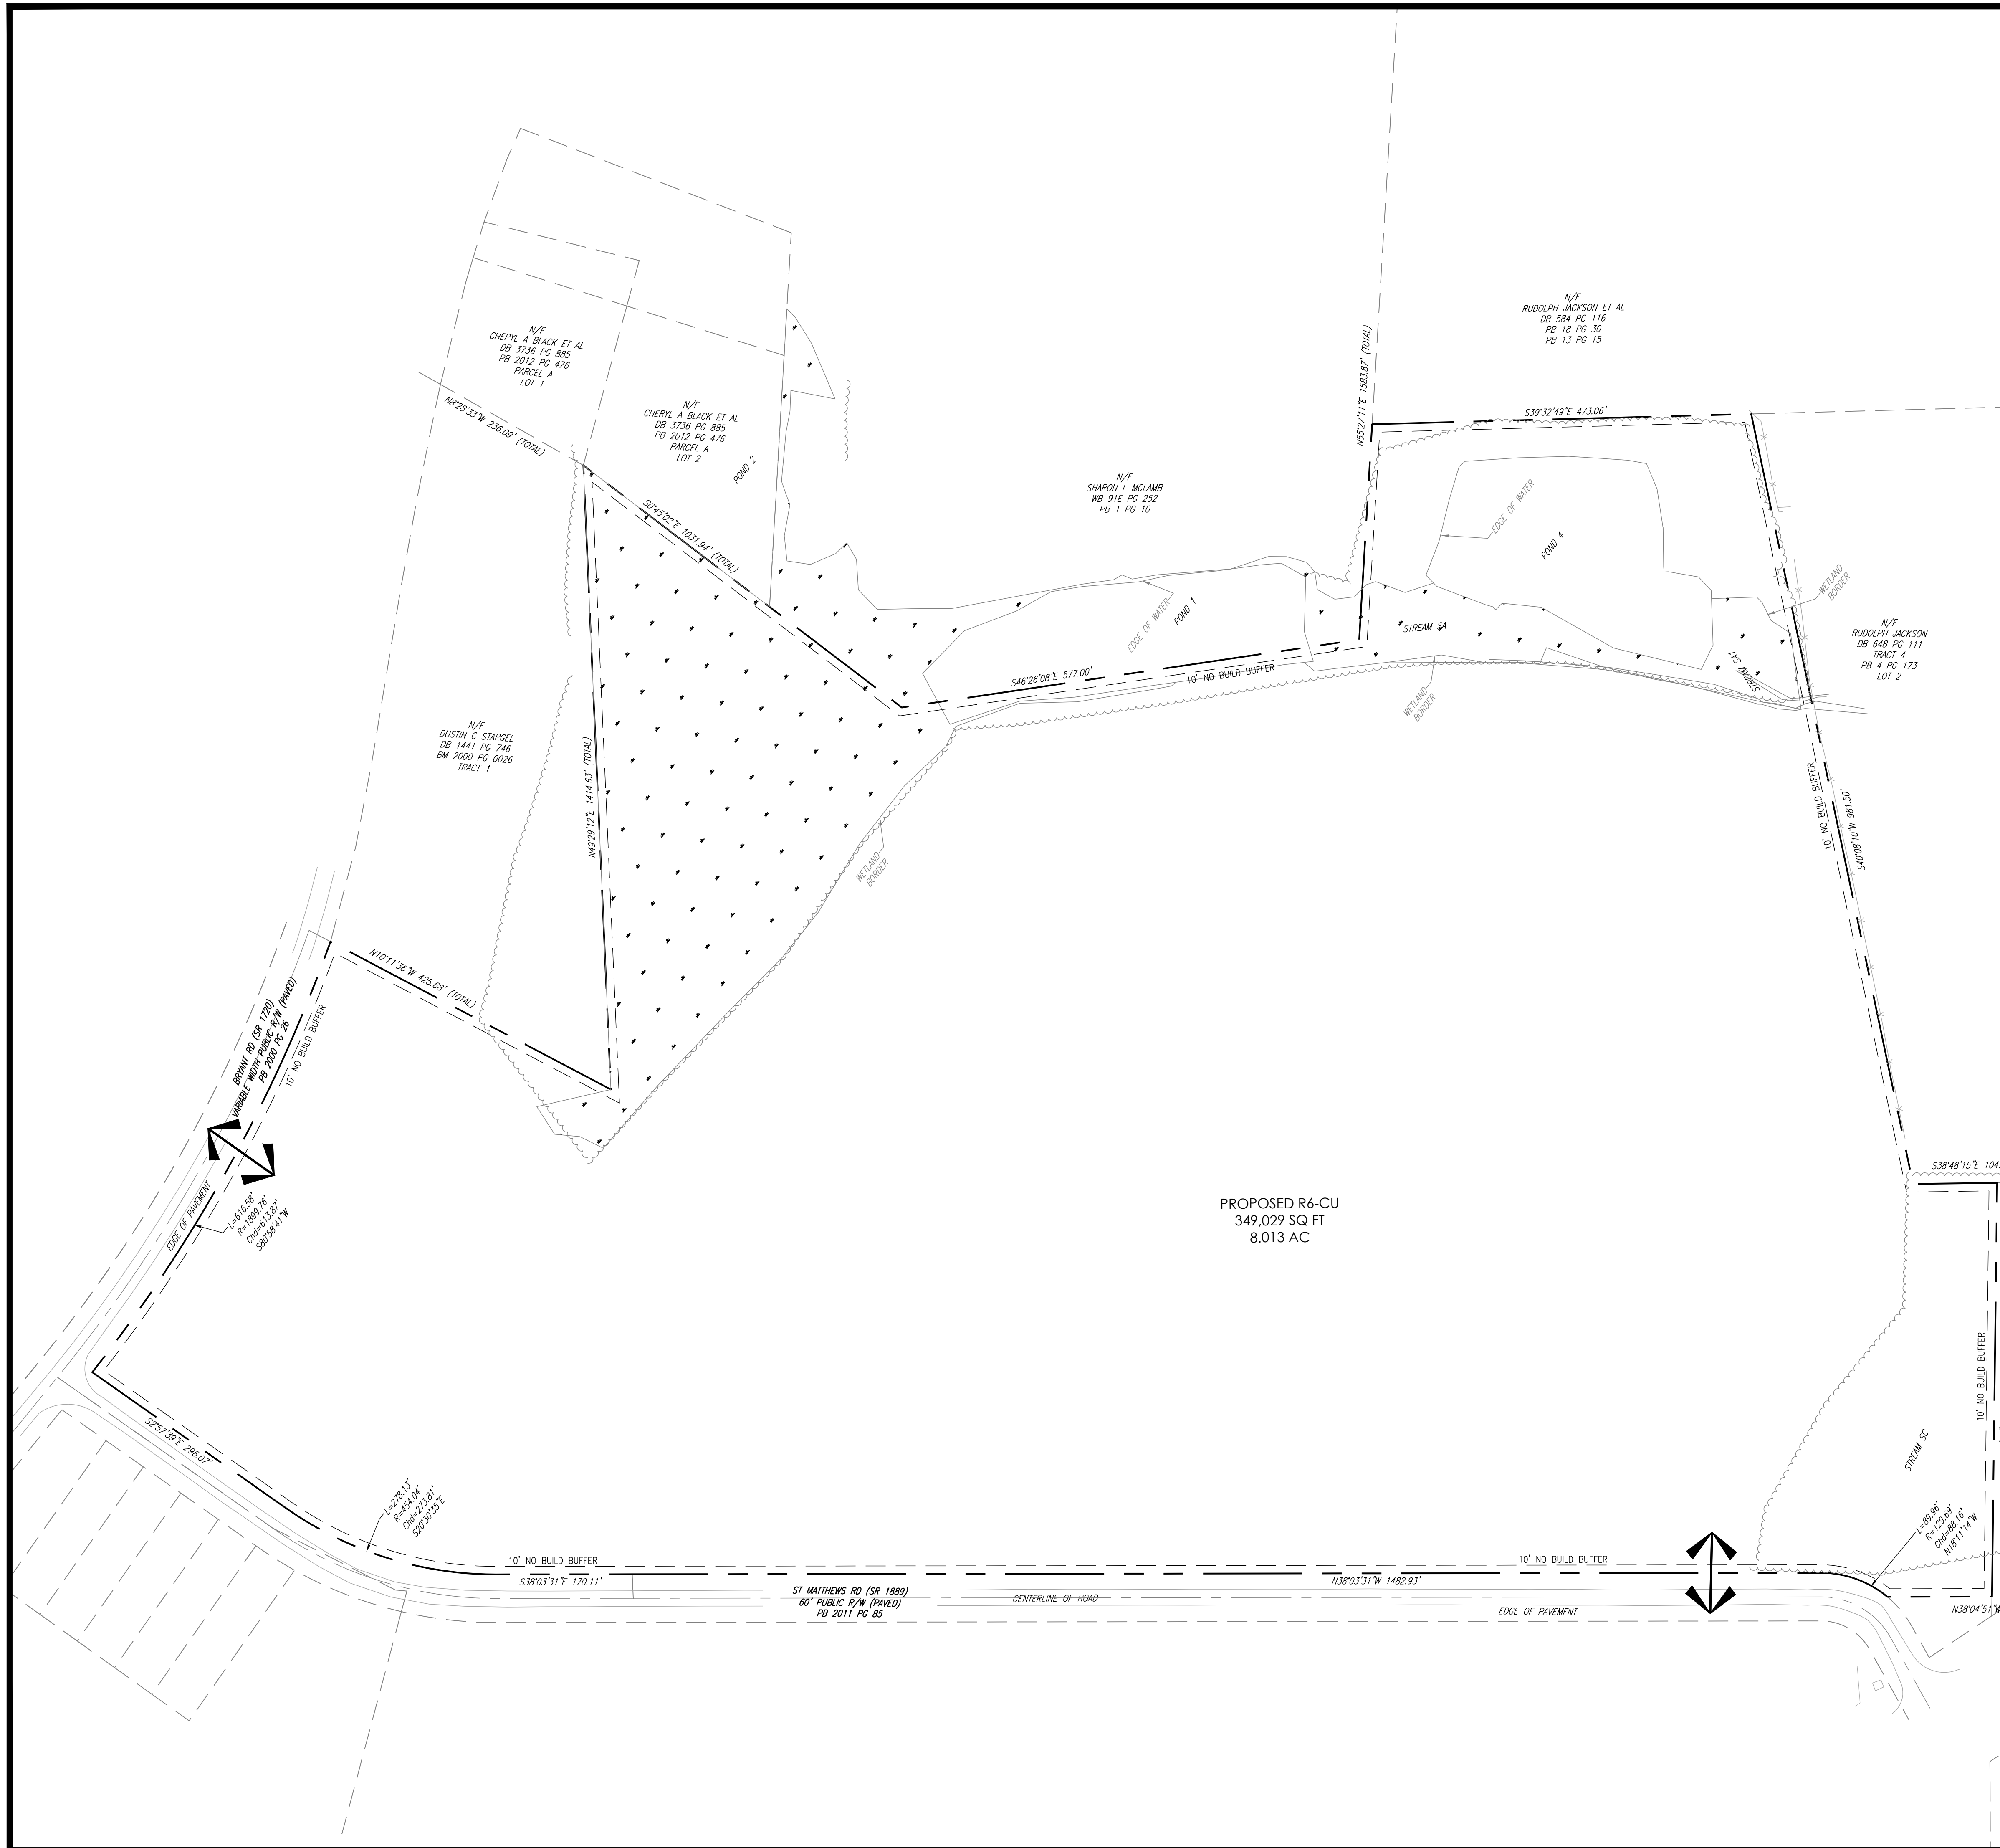 N/F
RUDOLPH JACKSON ET AL
DB 584 PG 116
PB 18 PG 30
PB 13 PG 15
N/F
CHERYL A BLACK ET AL
DB 3736 PG 885
PB 2012 PG 476
PARCEL A
LOT 1
N8°28'33"W 236.09' (TOTAL)
N/F
CHERYL A BLACK ET AL
DB 3736 PG 885
PB 2012 PG 476
PARCEL A
LOT 2
POND 2
S0°45'02"E 1031.94' (TOTAL)
N/F
SHARON L MCLAMB
WB 91E PG 252
PB 1 PG 10
N55°27'11"E 1583.87' (TOTAL)
S39°32'49"E 473.06'
EDGE OF WATER
POND 4
EDGE OF WATER
POND 1
STREAM SA
STREAM SA1
WETLAND
BORDER
N/F
RUDOLPH JACKSON
DB 648 PG 111
TRACT 4
PB 4 PG 173
LOT 2
S46°26'08"E 577.00'
10' NO BUILD BUFFER
WETLAND
BORDER
N/F
DUSTIN C STARGEL
DB 1441 PG 746
BM 2000 PG 0026
TRACT 1
N49°29'12"E 1414.63' (TOTAL)
WETLAND
BORDER
10' NO BUILD BUFFER
S40°08'10"W 981.50'
N10°11'36"W 425.68' (TOTAL)
BRYANT RD (SR 1720)
VARIABLE WIDTH PUBLIC R/W (PAVED)
PB 2000 PG 26
10' NO BUILD BUFFER
EDGE OF PAVEMENT
L=616.58'
R=1899.76'
Chd=613.87'
S80°58'41"W
PROPOSED R6-CU
349,029 SQ FT
8.013 AC
S38°48'15"E 104.
10' NO BUILD BUFFER
STREAM SC
S2°57'39"E 296.07'
L=278.13'
R=454.04'
Chd=273.81'
S20°30'35"E
L=89.96'
R=129.69'
Chd=88.16'
N18°11'14"W
10' NO BUILD BUFFER
10' NO BUILD BUFFER
S38°03'31"E 170.11'
ST MATTHEWS RD (SR 1889)
60' PUBLIC R/W (PAVED)
PB 2011 PG 85
CENTERLINE OF ROAD
N38°03'31"W 1482.93'
EDGE OF PAVEMENT
N38°04'51"W